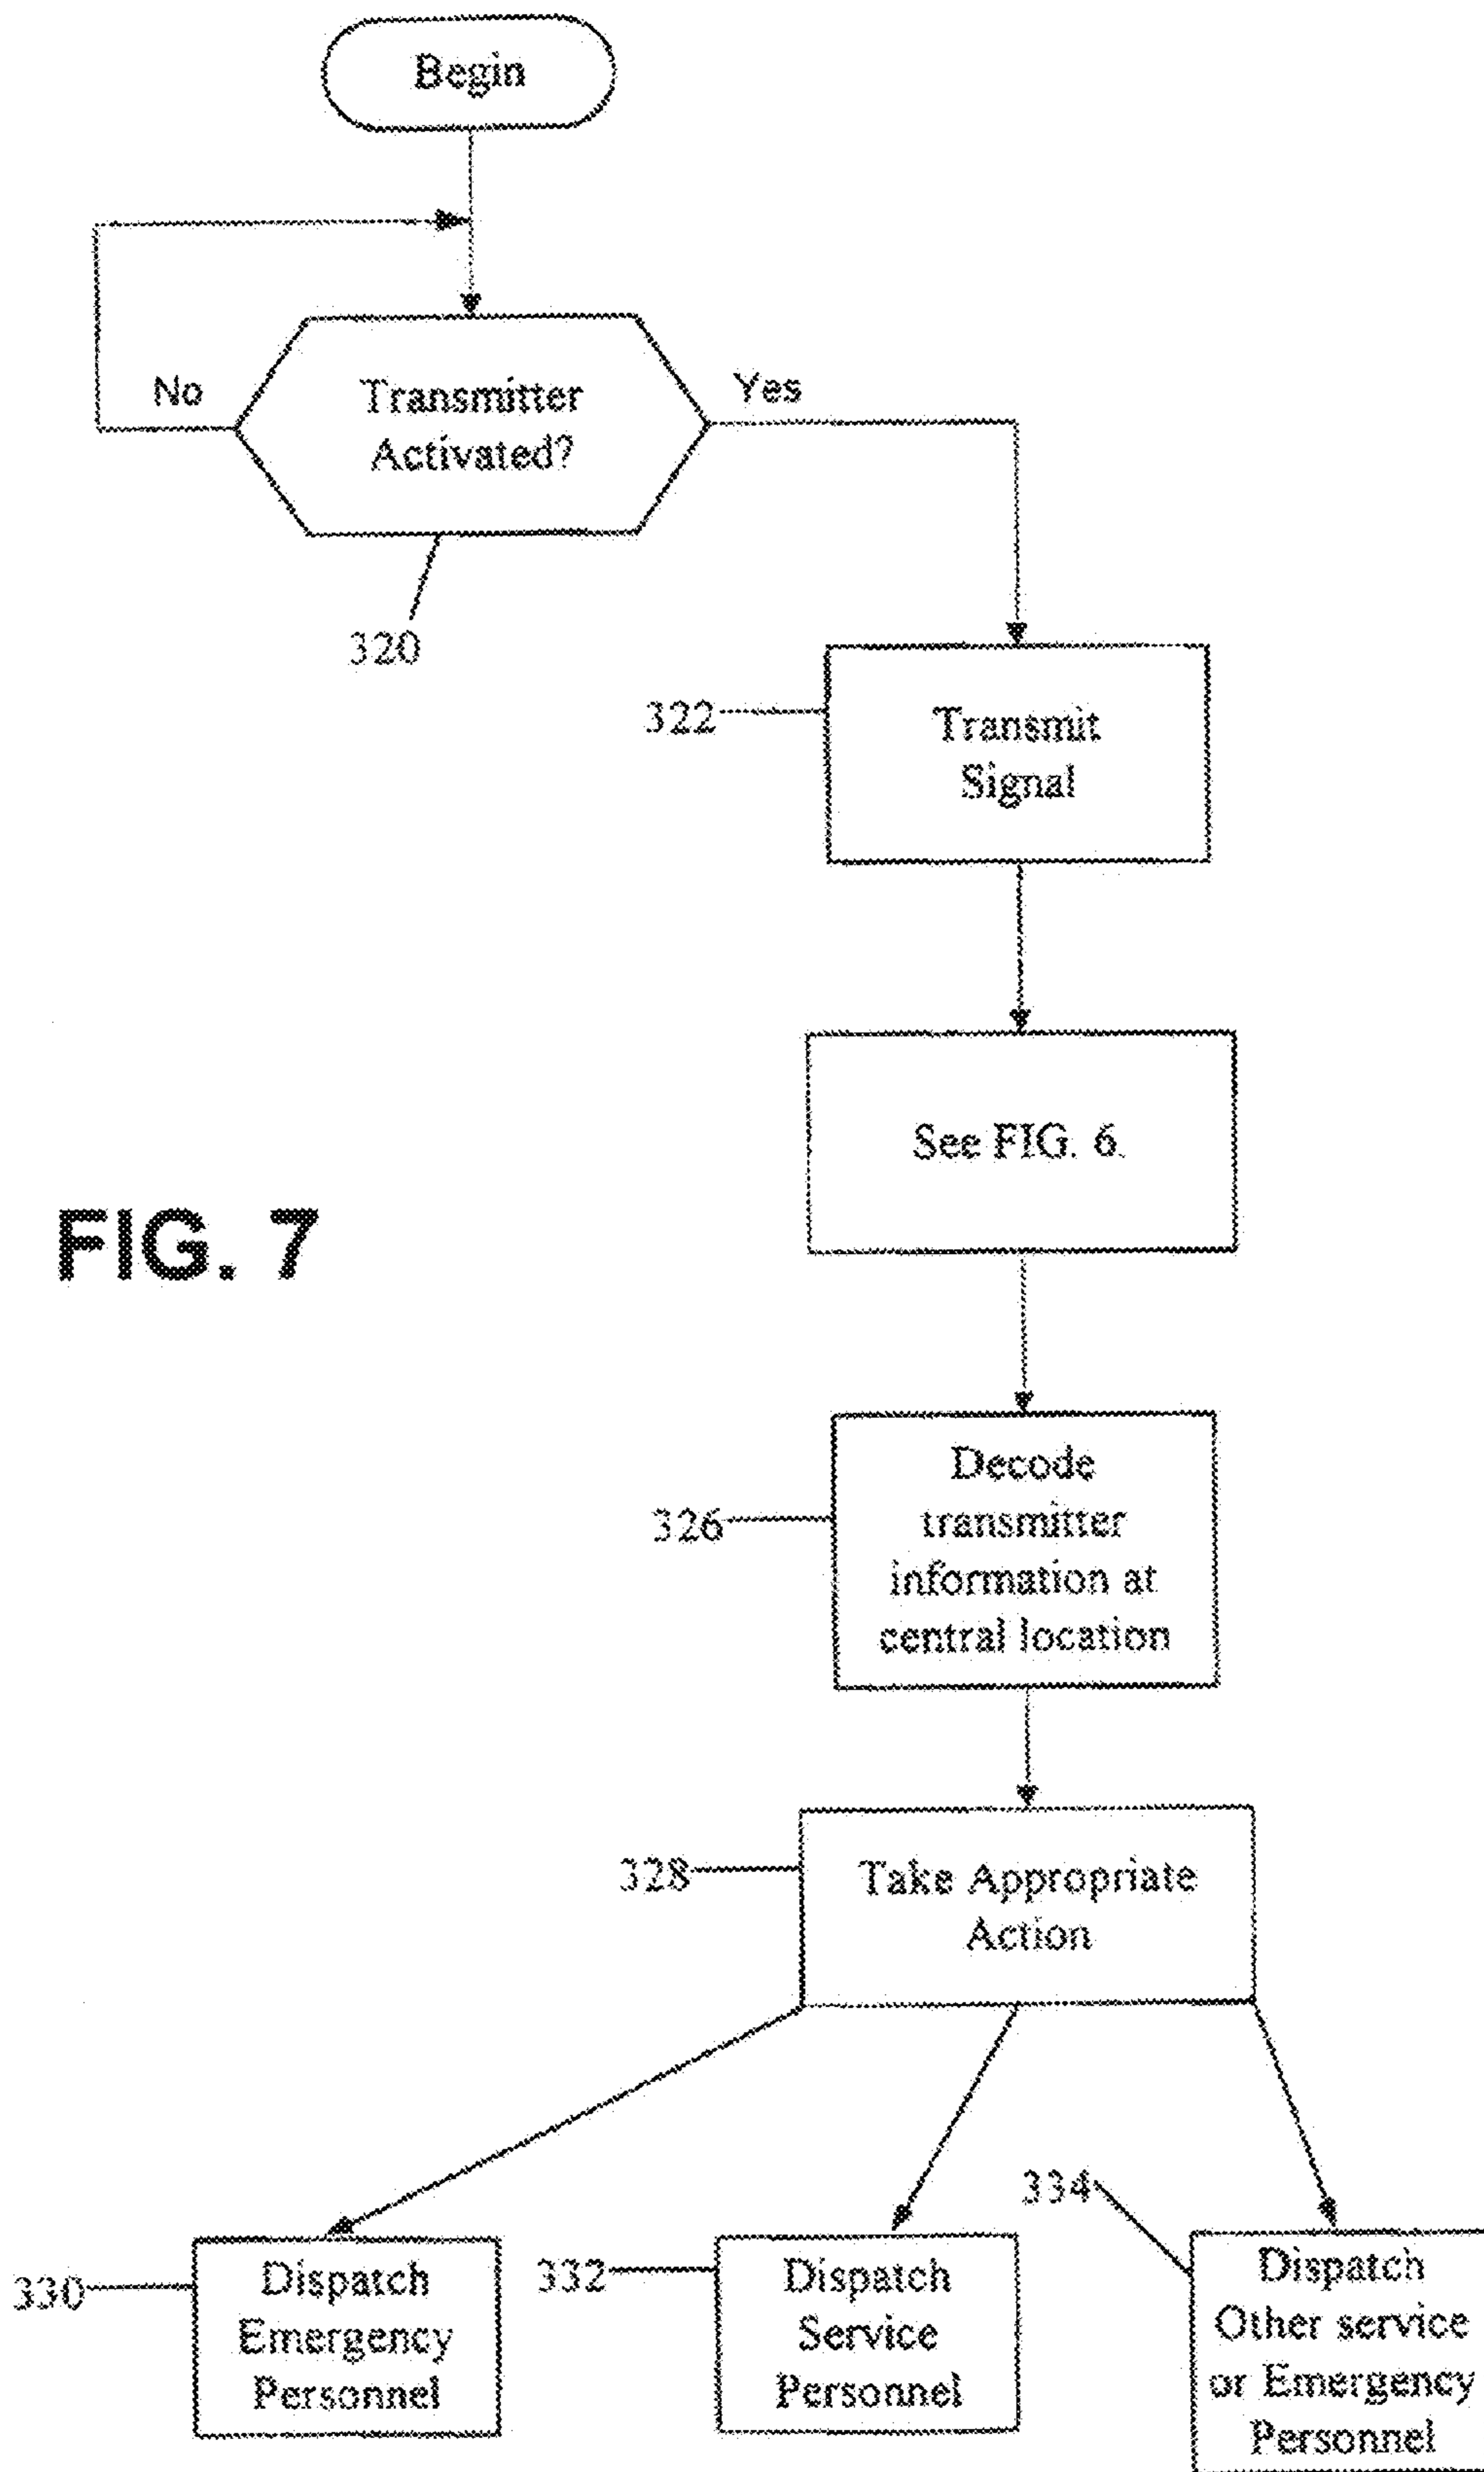 Begin
No
Transmitter
Activated?
Yes
320
322
Transmit
Signal
See FIG. 6.
FIG. 7
326
Decode
transmitter
information at
central location
328
Take Appropriate
Action
330
Dispatch
Emergency
Personnel
332
Dispatch
Service
Personnel
334
Dispatch
Other service
or Emergency
Personnel